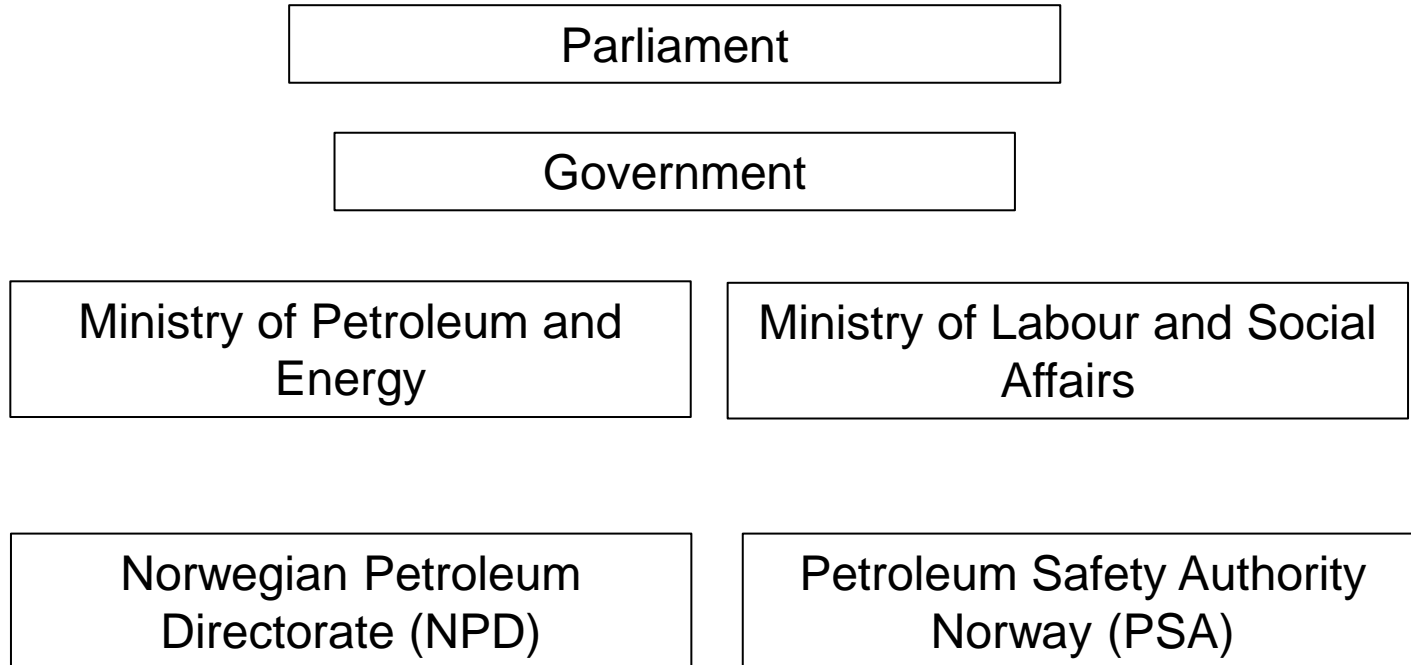 Parliament
Government
Ministry of Petroleum and
Energy
Ministry of Labour and Social
Affairs
Norwegian Petroleum
Directorate (NPD)
Petroleum Safety Authority
Norway (PSA)